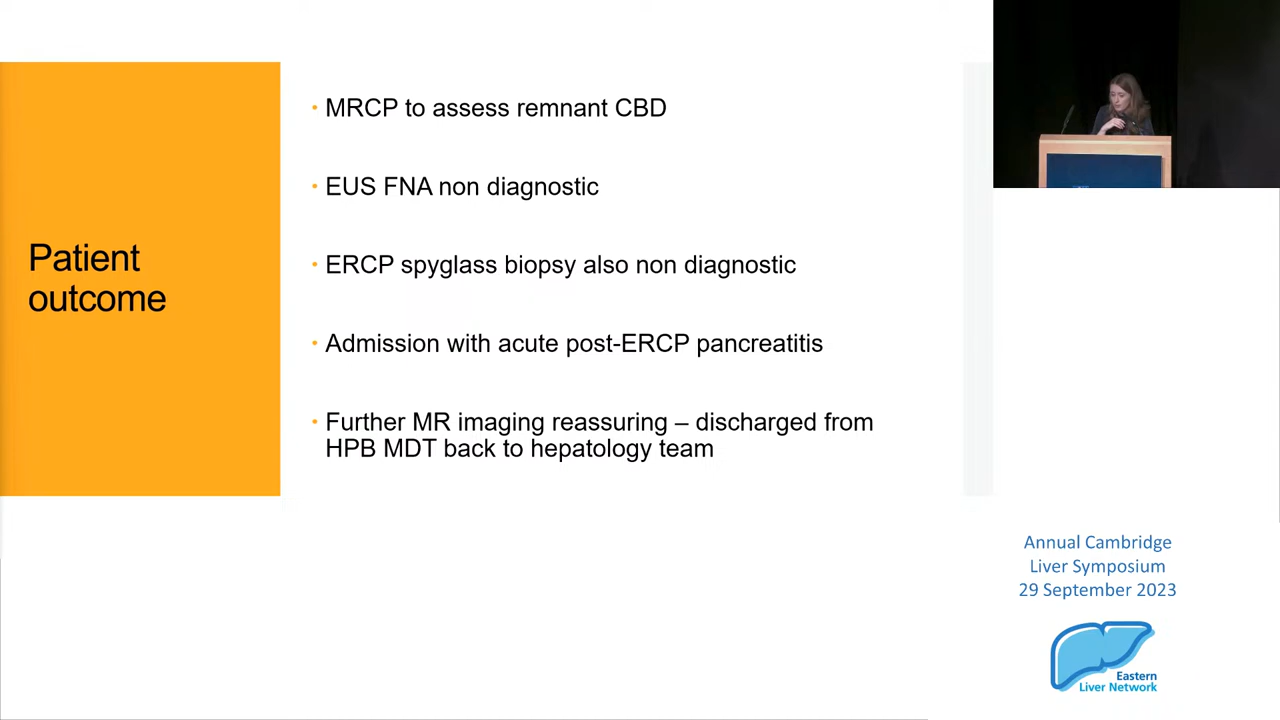 Patient
outcome
• MRCP to assess remnant CBD
• EUS FNA non diagnostic
• ERCP spyglass biopsy also non diagnostic
• Admission with acute post-ERCP pancreatitis
• Further MR imaging reassuring – discharged from
HPB MDT back to hepatology team
Annual Cambridge
Liver Symposium
29 September 2023
Eastern
Liver Network